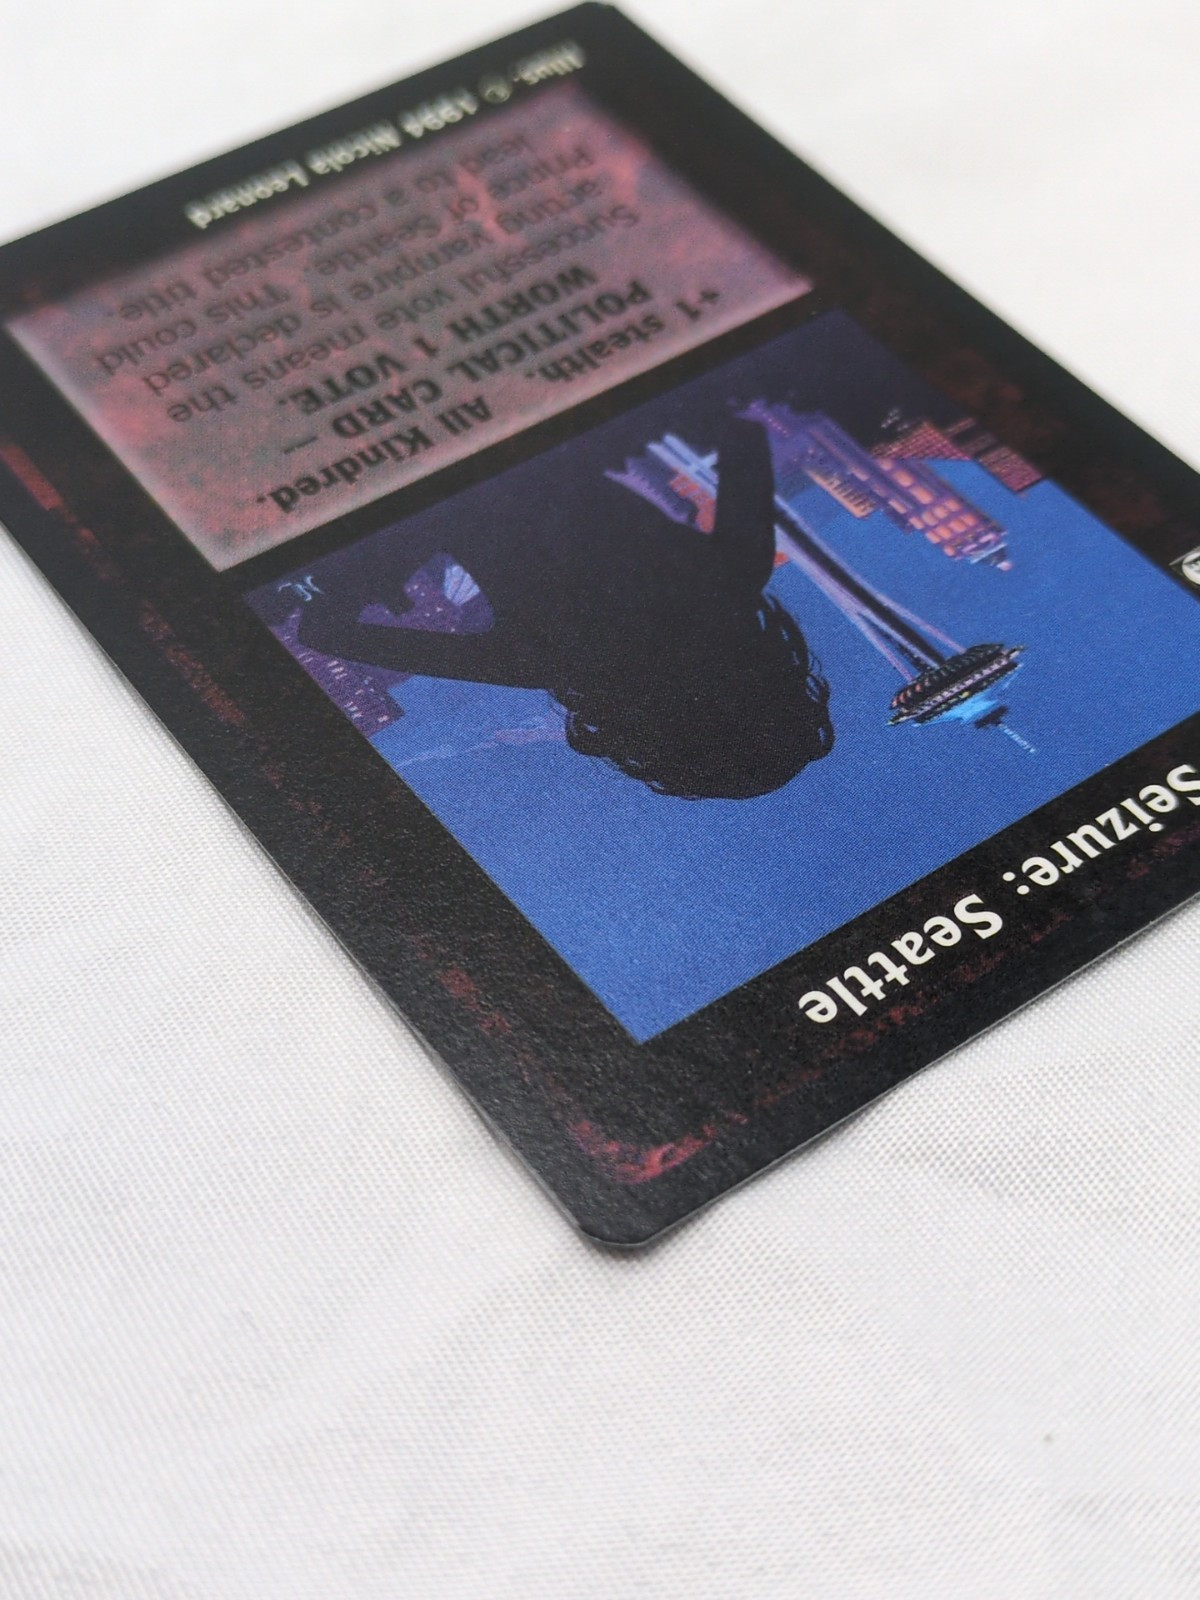 Seizure: Seattle
NL
+1 stealth. All Kindred.
POLITICAL CARD —
WORTH 1 VOTE.
Successful vote means the
acting vampire is declared
Prince of Seattle. This could
lead to a contested title.
Illus. © 1994 Nicola Leonard